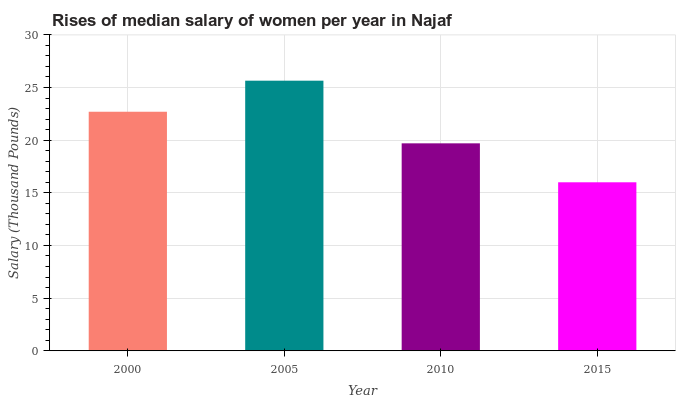 Rises of median salary of women per year in Najaf
30
25
20
15
10
5
0
Salary (Thousand Pounds)
2000 2005 2010 2015
Year